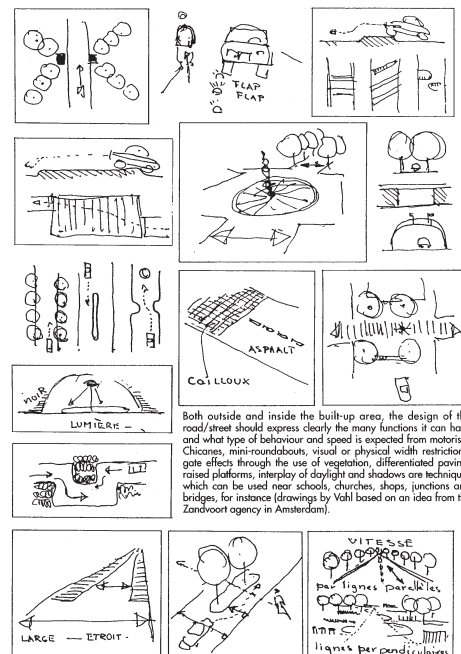 FLAP
FLAP
ASPHALT
CAILLOUX
NOIR
LUMIERE -
Both outside and inside the built-up area, the design of th
road/street should express clearly the many functions it can ha
and what type of behaviour and speed is expected from motoris
Chicanes, mini-roundabouts, visual or physical width restriction
gate effects through the use of vegetation, differentiated pavin
raised platforms, interplay of daylight and shadows are techniqu
which can be used near schools, churches, shops, junctions an
bridges, for instance (drawings by Vahl based on an idea from t
Zandvoort agency in Amsterdam).
LARGE — ETROIT -
VITESSE
par lignes paralleles
lignes perpendiculaires